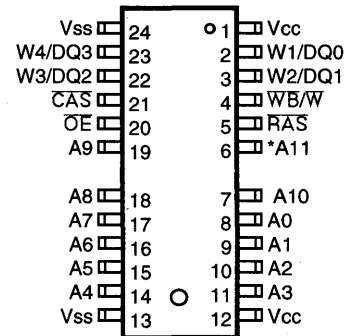 Vss 24 1 Vcc
W4/DQ3 23 2 W1/DQ0
W3/DQ2 22 3 W2/DQ1
CAS 21 4 WB/W
OE 20 5 RAS
A9 19 6 *A11
A8 18 7 A10
A7 17 8 A0
A6 16 9 A1
A5 15 10 A2
A4 14 11 A3
Vss 13 12 Vcc